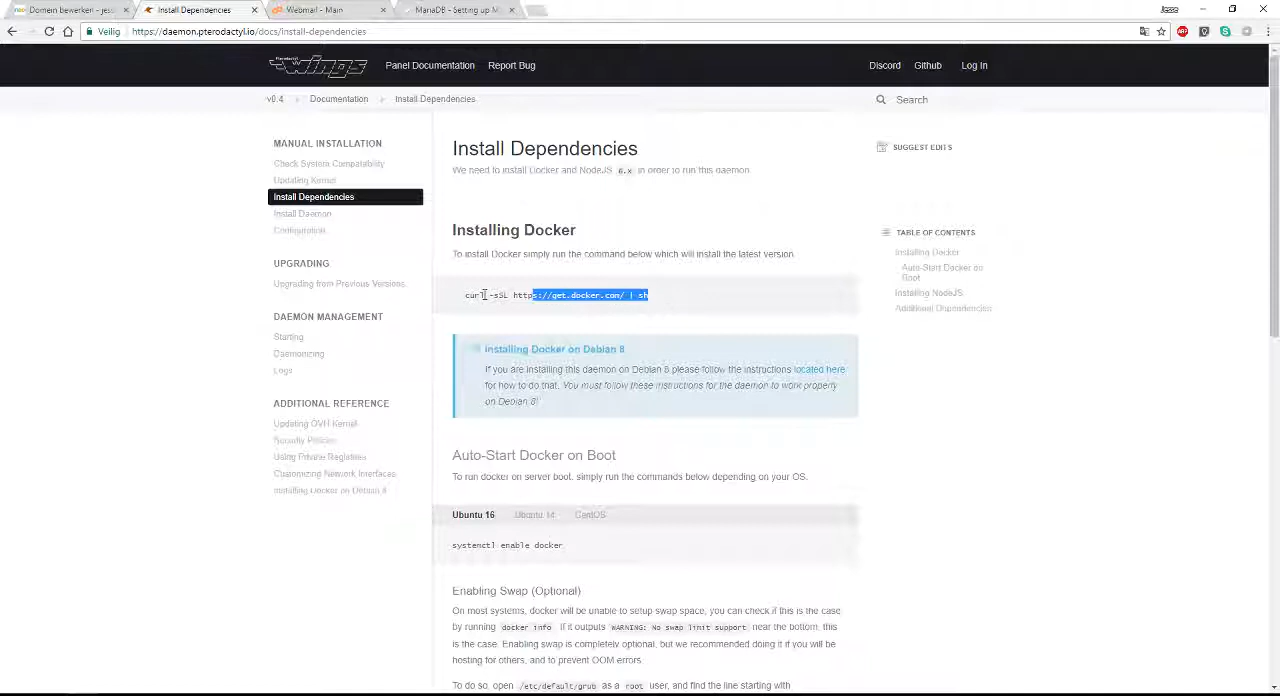 Domein bewerken - jess
Install Dependencies
Webmail - Main
MariaDB - Setting up M
Jesse
Veilig
https://daemon.pterodactyl.io/docs/install-dependencies
Pterodactyl
wings
Panel Documentation
Report Bug
Discord
Github
Log In
v0.4
Documentation
Install Dependencies
Search
MANUAL INSTALLATION
Check System Compatability
Updating Kernel
Install Dependencies
Install Daemon
Configuration
UPGRADING
Upgrading from Previous Versions
DAEMON MANAGEMENT
Starting
Daemonizing
Logs
ADDITIONAL REFERENCE
Updating OVH Kernel
Security Policies
Using Private Registries
Customizing Network Interfaces
Installing Docker on Debian 8
Install Dependencies
We need to install Docker and NodeJS 6.x in order to run this daemon.
Installing Docker
To install Docker simply run the command below which will install the latest version.
curl -sSL https://get.docker.com/ | sh
Installing Docker on Debian 8
If you are installing this daemon on Debian 8 please follow the instructions located here
for how to do that. You must follow these instructions for the daemon to work properly
on Debian 8!
Auto-Start Docker on Boot
To run docker on server boot, simply run the commands below depending on your OS.
Ubuntu 16
Ubuntu 14
CentOS
systemctl enable docker
Enabling Swap (Optional)
On most systems, docker will be unable to setup swap space, you can check if this is the case
by running docker info. If it outputs WARNING: No swap limit support near the bottom, this
is the case. Enabling swap is completely optional, but we recommended doing it if you will be
hosting for others, and to prevent OOM errors.
To do so, open /etc/default/grub as a root user, and find the line starting with
SUGGEST EDITS
TABLE OF CONTENTS
Installing Docker
Auto-Start Docker on
Boot
Installing NodeJS
Additional Dependencies